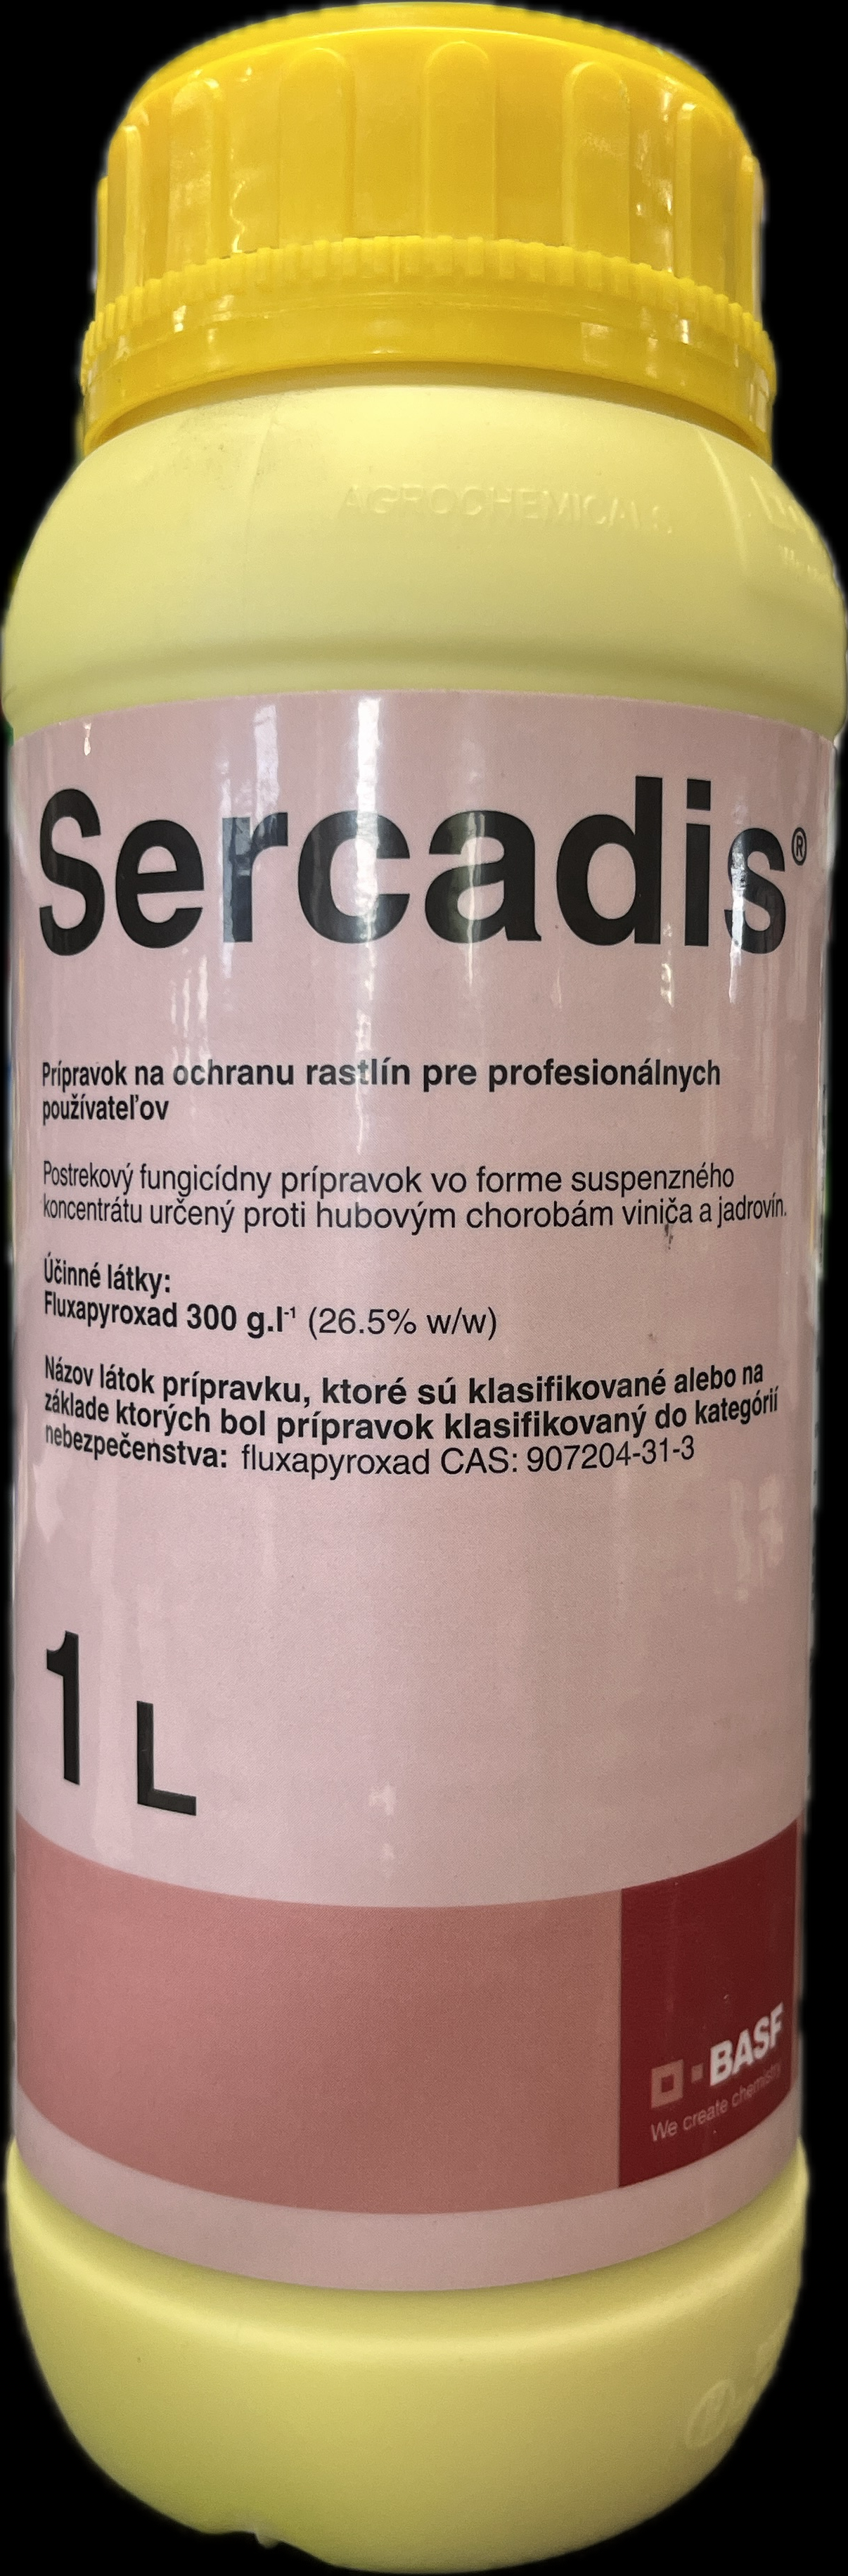 AGROCHEMICALS
Sercadis®
Prípravok na ochranu rastlín pre profesionálnych
používateľov
Postrekový fungicídny prípravok vo forme suspenzného
koncentrátu určený proti hubovým chorobám viniča a jadrovín.
Účinné látky:
Fluxapyroxad 300 g.l⁻¹ (26.5% w/w)
Názov látok prípravku, ktoré sú klasifikované alebo na
základe ktorých bol prípravok klasifikovaný do kategórií
nebezpečenstva: fluxapyroxad CAS: 907204-31-3
1 L
BASF
We create chemistry